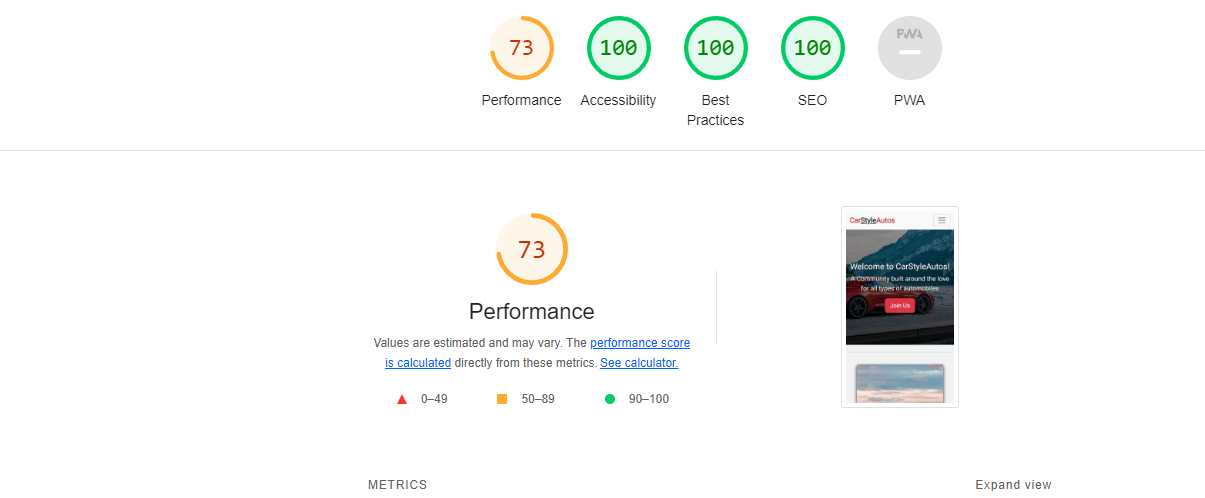 73
100
100
100
PWA
Performance
Accessibility
Best
Practices
SEO
PWA
73
Performance
Values are estimated and may vary. The performance score
is calculated directly from these metrics. See calculator.
0–49
50–89
90–100
CarStyleAutos
Welcome to CarStyleAutos!
A Community built around the love
for all types of automobiles.
Join Us
METRICS
Expand view